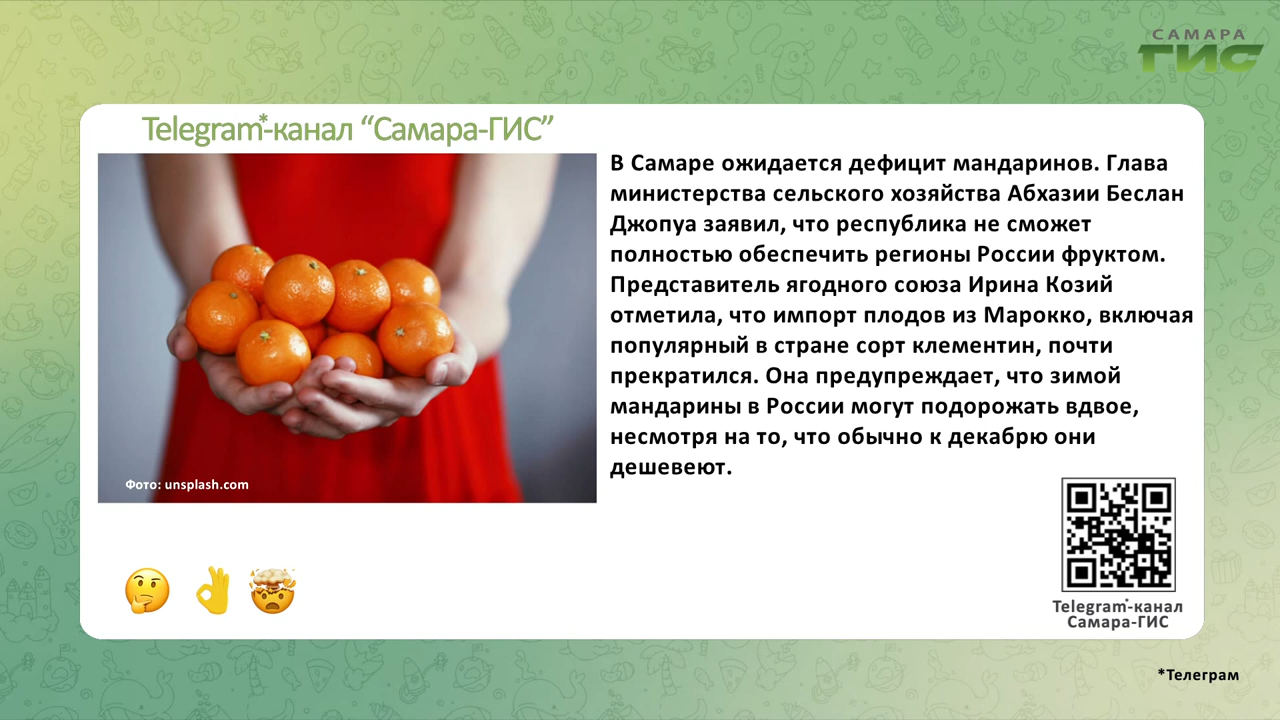 САМАРА
ГИС
Telegram*-канал “Самара-ГИС”
В Самаре ожидается дефицит мандаринов. Глава
министерства сельского хозяйства Абхазии Беслан
Джопуа заявил, что республика не сможет
полностью обеспечить регионы России фруктом.
Представитель ягодного союза Ирина Козий
отметила, что импорт плодов из Марокко, включая
популярный в стране сорт клементин, почти
прекратился. Она предупреждает, что зимой
мандарины в России могут подорожать вдвое,
несмотря на то, что обычно к декабрю они
дешевеют.
Фото: unsplash.com
Telegram*-канал
Самара-ГИС
*Телеграм